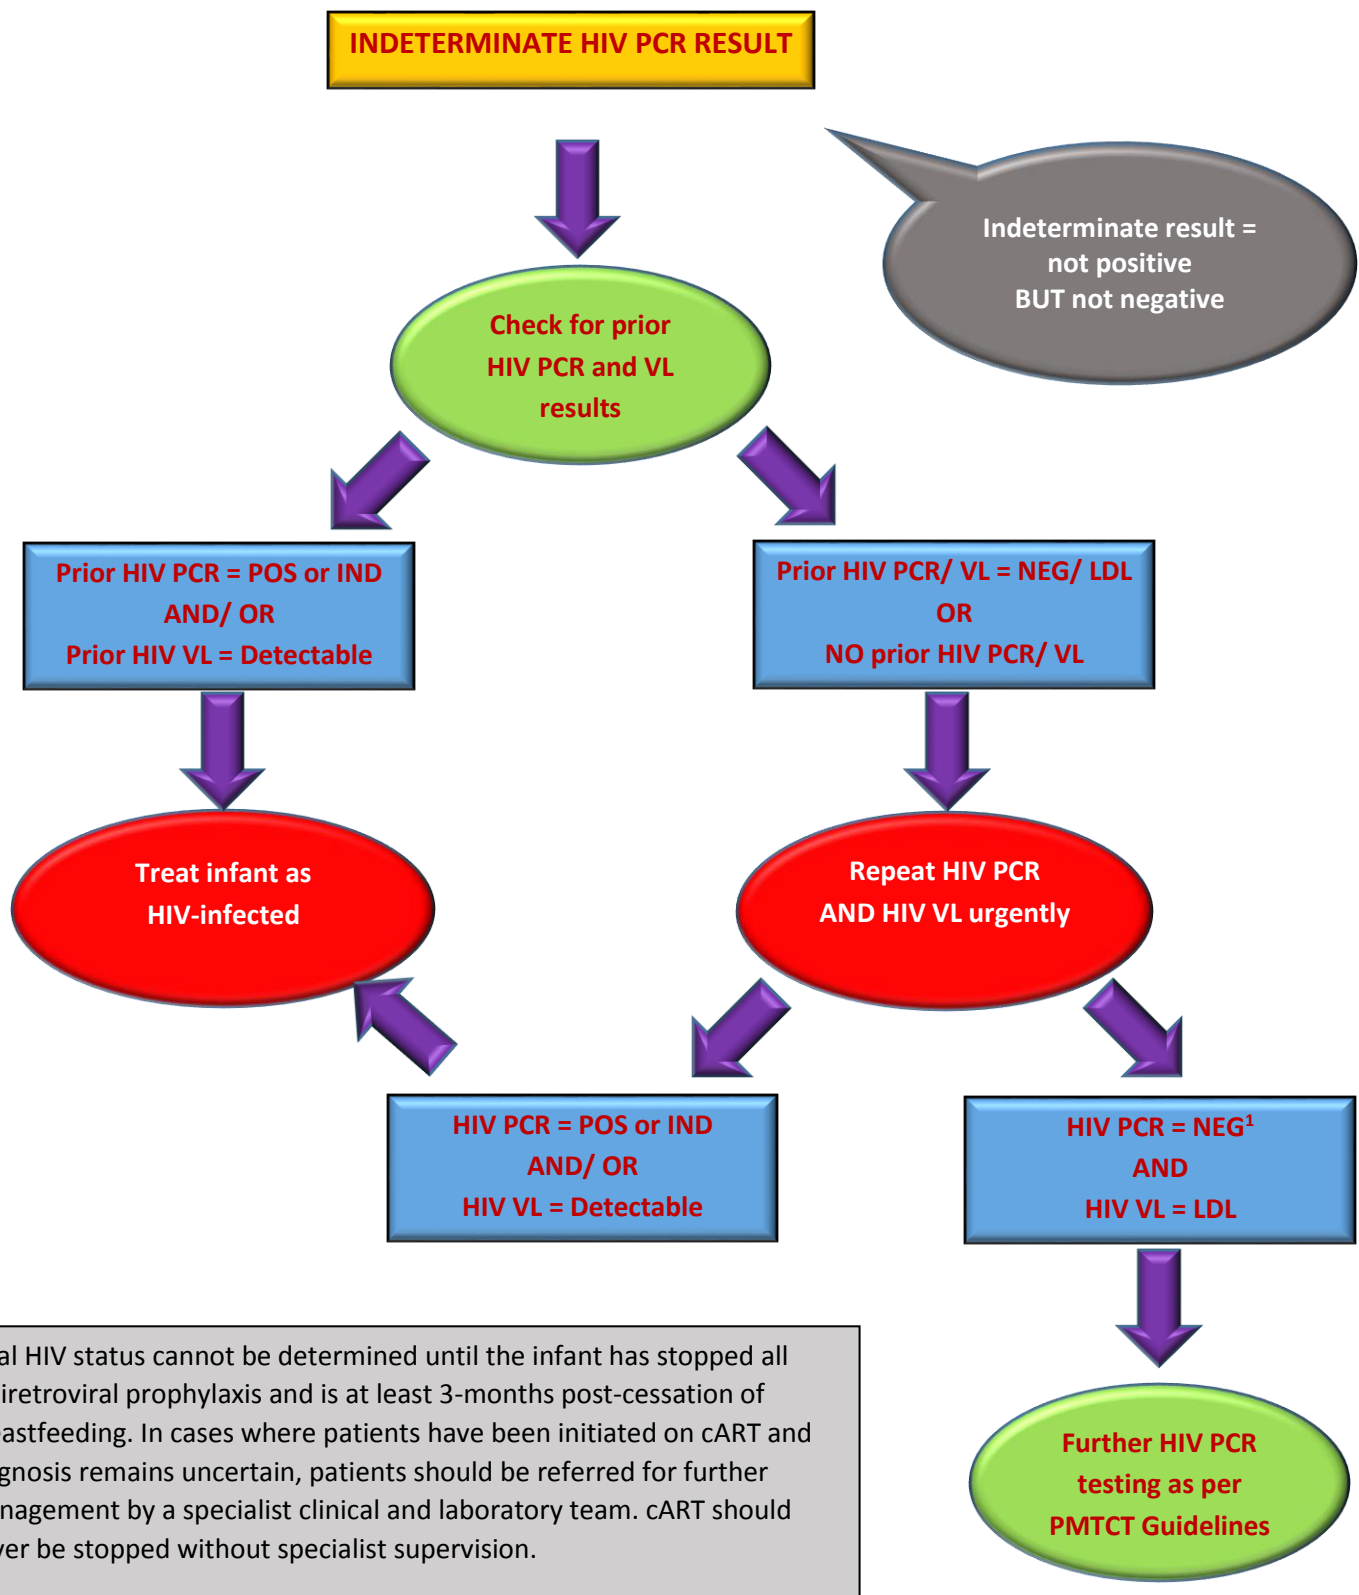 INDETERMINATE HIV PCR RESULT
Indeterminate result =
not positive
BUT not negative
Check for prior
HIV PCR and VL
results
Prior HIV PCR = POS or IND
AND/ OR
Prior HIV VL = Detectable
Prior HIV PCR/ VL = NEG/ LDL
OR
NO prior HIV PCR/ VL
Treat infant as
HIV-infected
Repeat HIV PCR
AND HIV VL urgently
HIV PCR = POS or IND
AND/ OR
HIV VL = Detectable
HIV PCR = NEG¹
AND
HIV VL = LDL
HIV status cannot be determined until the infant has stopped all
prophylaxis and is at least 3-months post-cessation of
In cases where patients have been initiated on cART and
remains uncertain, patients should be referred for further
by a specialist clinical and laboratory team. cART should
be stopped without specialist supervision.
Further HIV PCR
testing as per
PMTCT Guidelines